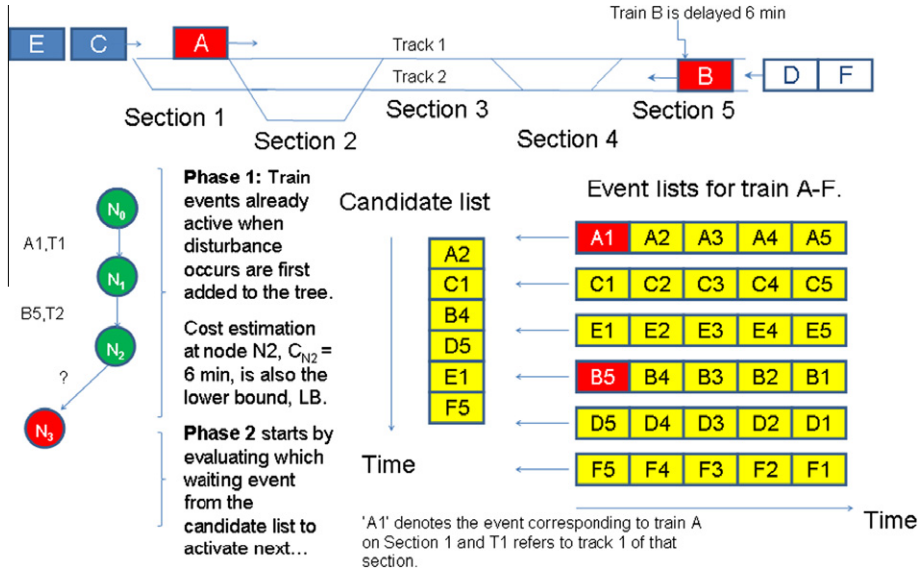 Train B is delayed 6 min
E C A
Track 1
Track 2
B D F
Section 1
Section 2
Section 3
Section 4
Section 5
N0
A1,T1
N1
B5,T2
N2
?
N3
Phase 1: Train
events already
active when
disturbance
occurs are first
added to the tree.
Cost estimation
at node N2, CN2 =
6 min, is also the
lower bound, LB.
Phase 2 starts by
evaluating which
waiting event
from the
candidate list to
activate next…
Candidate list
A2
C1
B4
D5
E1
F5
Time
Event lists for train A-F.
A1 A2 A3 A4 A5
C1 C2 C3 C4 C5
E1 E2 E3 E4 E5
B5 B4 B3 B2 B1
D5 D4 D3 D2 D1
F5 F4 F3 F2 F1
Time
'A1' denotes the event corresponding to train A
on Section 1 and T1 refers to track 1 of that
section.